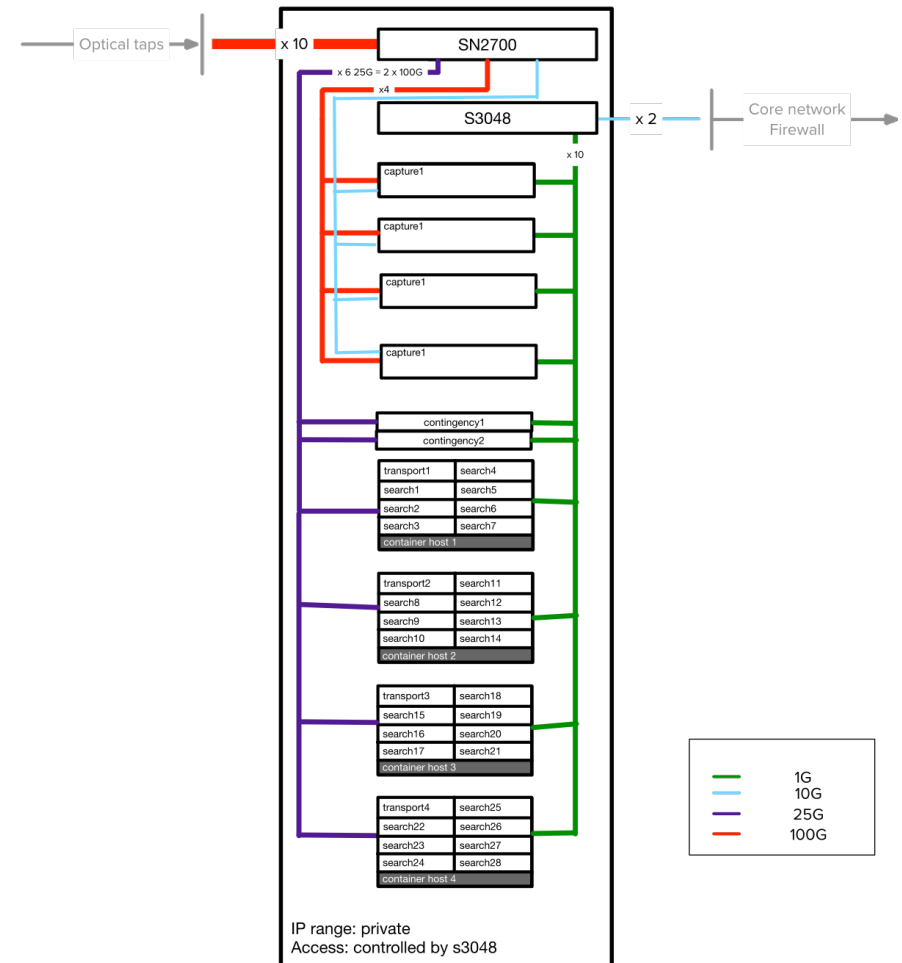 Optical taps
x 10
SN2700
x 6 25G = 2 x 100G
x4
S3048
x 2
Core network
Firewall
x 10
capture1
capture1
capture1
capture1
contingency1
contingency2
transport1 search4
search1 search5
search2 search6
search3 search7
container host 1
transport2 search11
search8 search12
search9 search13
search10 search14
container host 2
transport3 search18
search15 search19
search16 search20
search17 search21
container host 3
transport4 search25
search22 search26
search23 search27
search24 search28
container host 4
1G
10G
25G
100G
IP range: private
Access: controlled by s3048